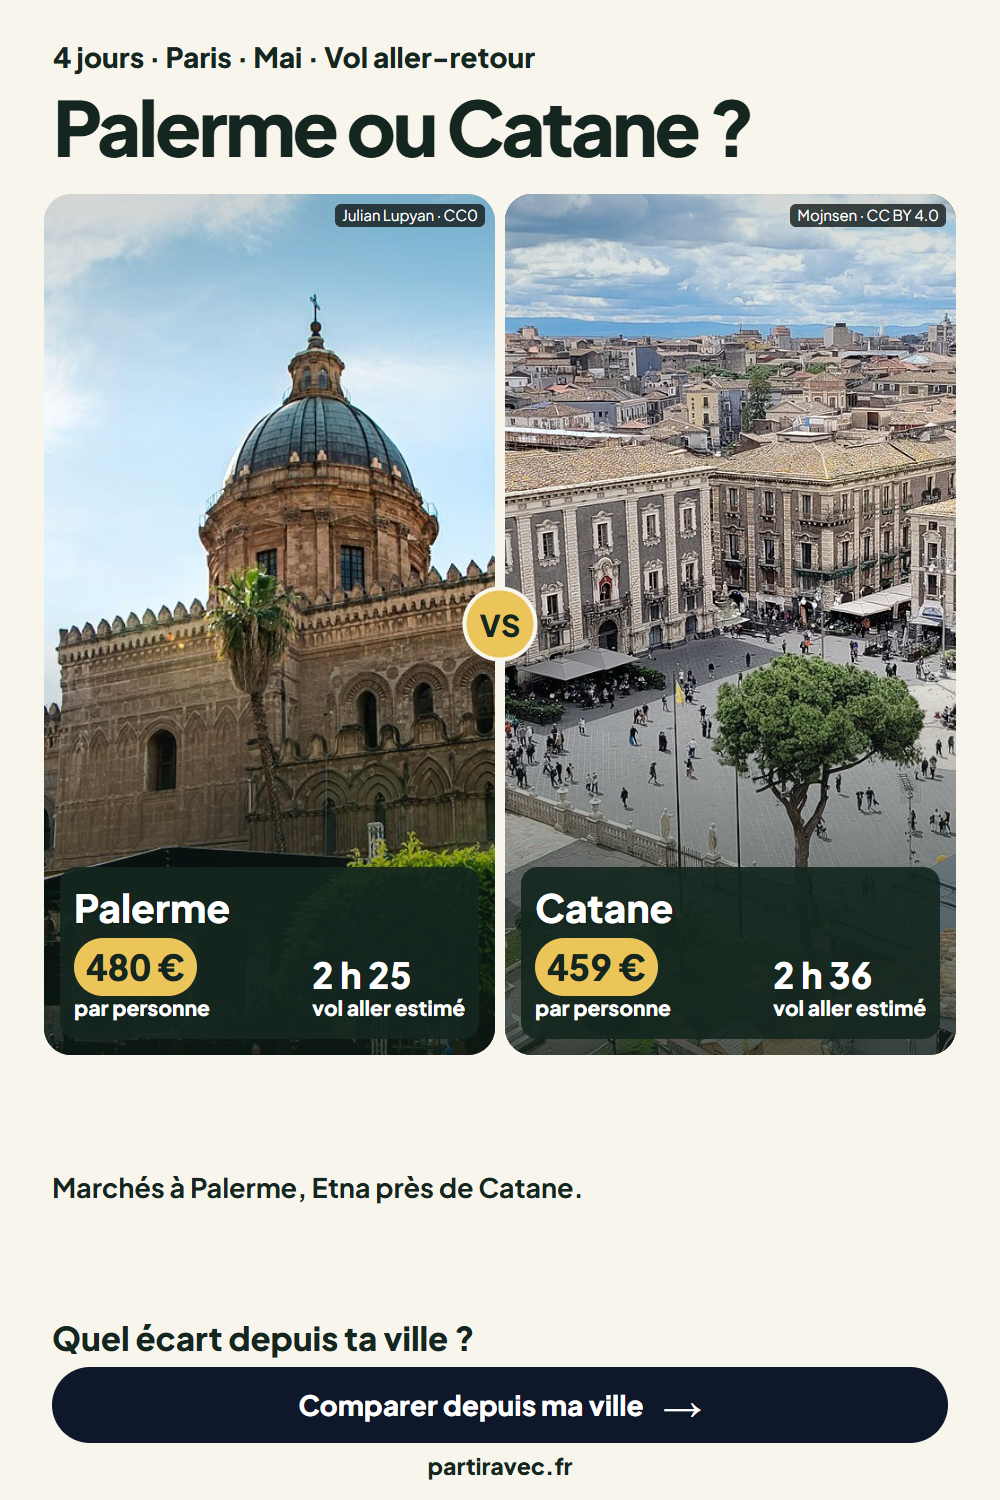 4 jours · Paris · Mai · Vol aller-retour
Palerme ou Catane ?
Julian Lupyan · CC0
Mojnsen · CC BY 4.0
VS
Palerme
480 €
par personne
2 h 25
vol aller estimé
Catane
459 €
par personne
2 h 36
vol aller estimé
Marchés à Palerme, Etna près de Catane.
Quel écart depuis ta ville ?
Comparer depuis ma ville →
partiravec.fr